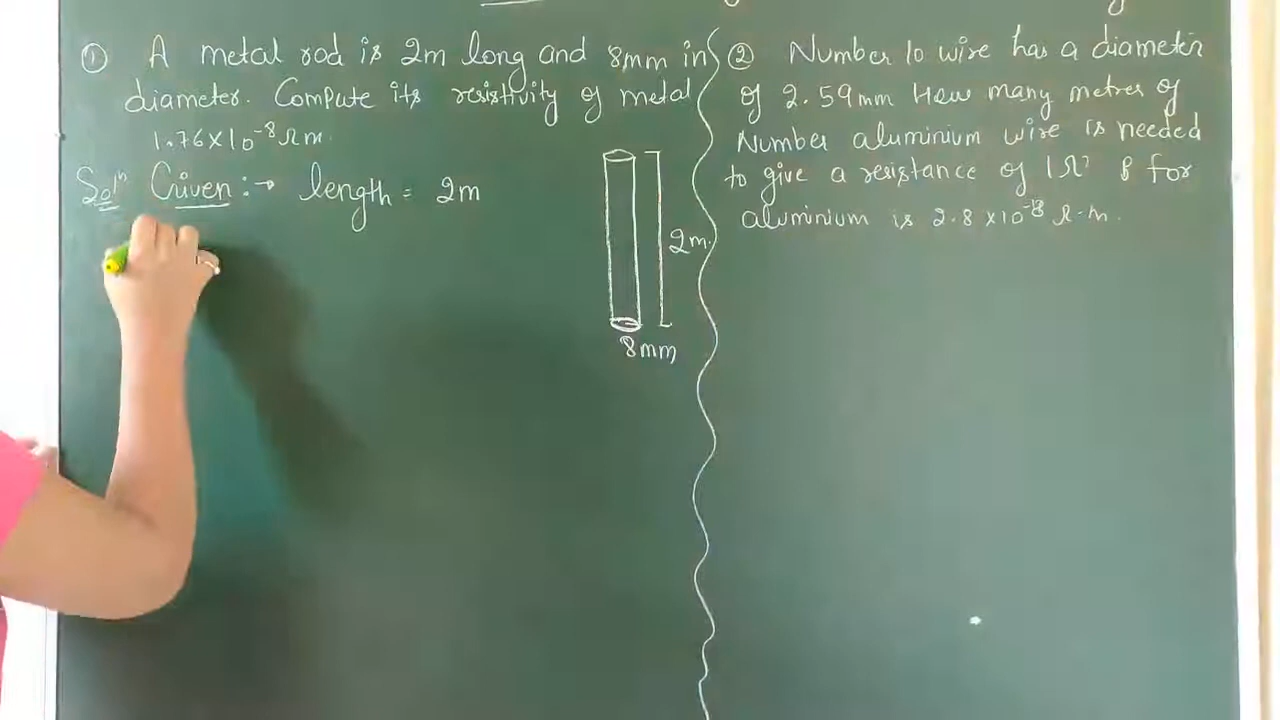 ① A metal rod is 2m long and 8mm in
diameter. Compute its resistivity of metal
1.76×10⁻⁸ Ωm.
Solⁿ Given :→ length = 2m
2m.
8mm
② Number 10 wire has a diameter
of 2.59mm How many metres of
Number aluminium wire is needed
to give a resistance of 1Ω? ρ for
aluminium is 2.8 ×10 Ω-m.